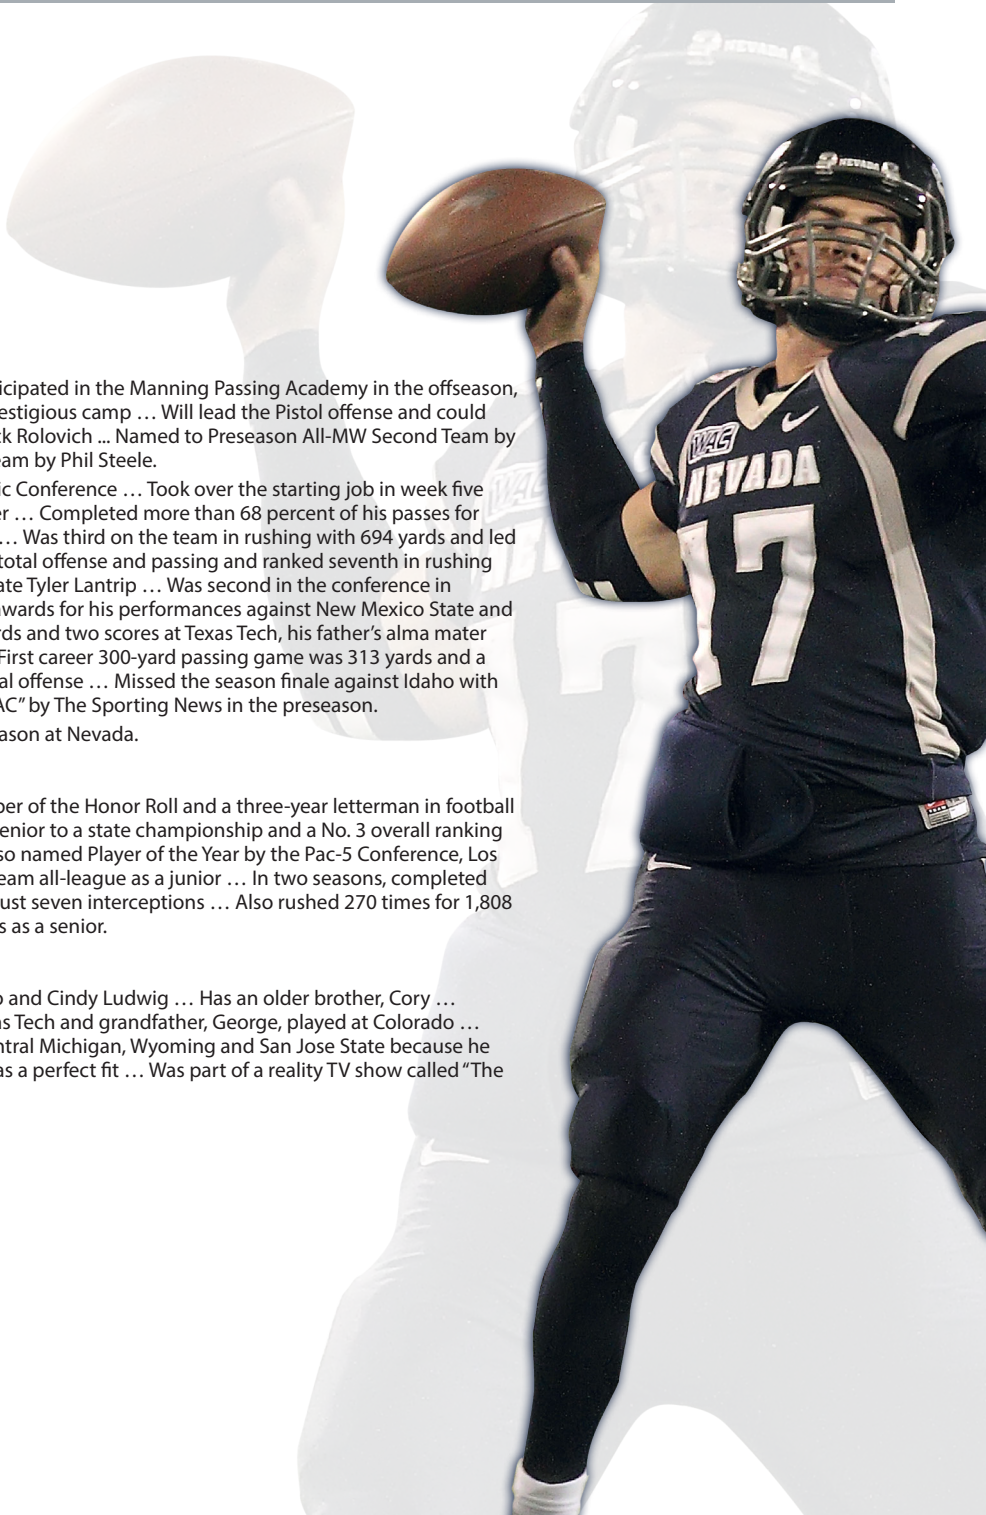 icipated in the Manning Passing Academy in the offseason,
estigious camp … Will lead the Pistol offense and could
ck Rolovich ... Named to Preseason All-MW Second Team by
eam by Phil Steele.
ic Conference … Took over the starting job in week five
er … Completed more than 68 percent of his passes for
… Was third on the team in rushing with 694 yards and led
total offense and passing and ranked seventh in rushing
ate Tyler Lantrip … Was second in the conference in
awards for his performances against New Mexico State and
rds and two scores at Texas Tech, his father’s alma mater
First career 300-yard passing game was 313 yards and a
al offense … Missed the season finale against Idaho with
AC” by The Sporting News in the preseason.
ason at Nevada.
ber of the Honor Roll and a three-year letterman in football
senior to a state championship and a No. 3 overall ranking
so named Player of the Year by the Pac-5 Conference, Los
eam all-league as a junior … In two seasons, completed
ust seven interceptions … Also rushed 270 times for 1,808
s as a senior.
o and Cindy Ludwig … Has an older brother, Cory …
as Tech and grandfather, George, played at Colorado …
ntral Michigan, Wyoming and San Jose State because he
as a perfect fit … Was part of a reality TV show called “The
NEVADA
NEVADA
WAC
NEVADA
17
WAC
NE
17